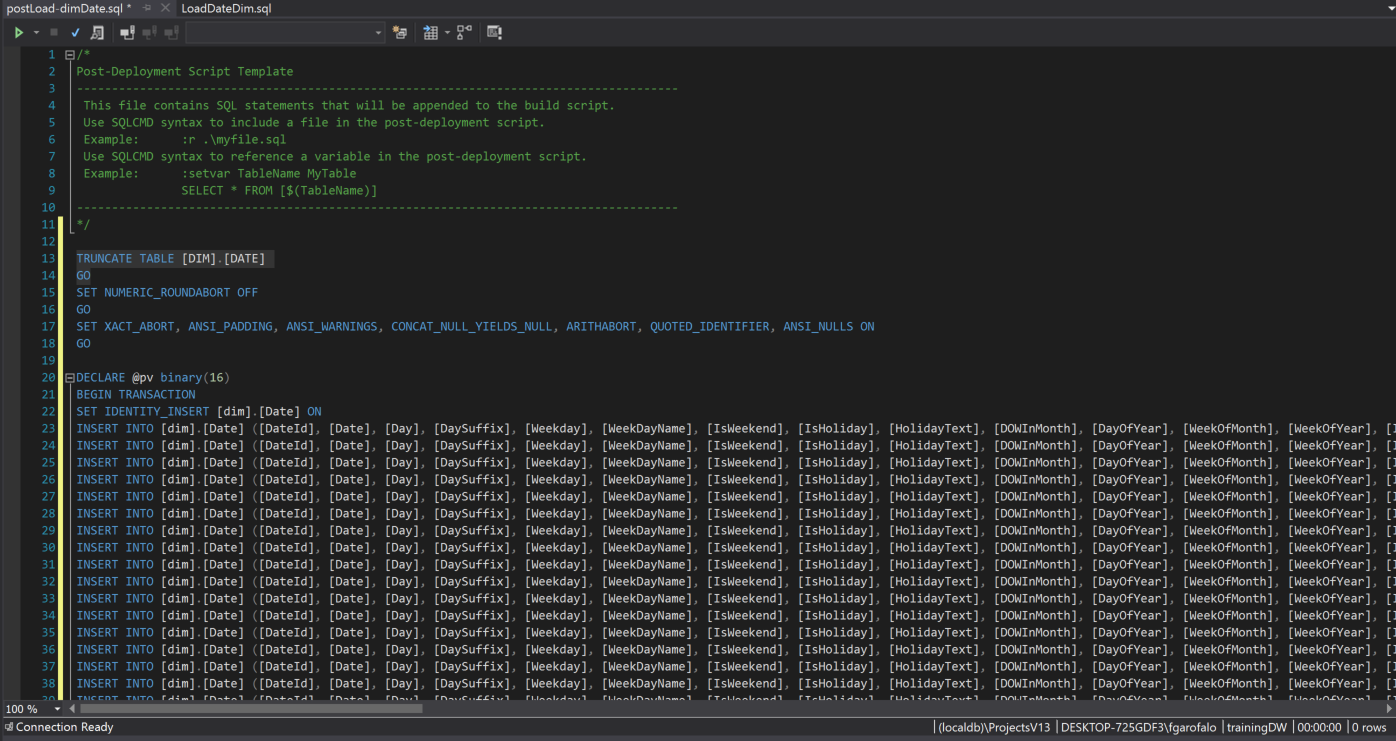 postLoad-dimDate.sql * LoadDateDim.sql
1 /*
2 Post-Deployment Script Template
3 --------------------------------------------------------------------------------------
4 This file contains SQL statements that will be appended to the build script.
5 Use SQLCMD syntax to include a file in the post-deployment script.
6 Example: :r .\myfile.sql
7 Use SQLCMD syntax to reference a variable in the post-deployment script.
8 Example: :setvar TableName MyTable
9 SELECT * FROM [$(TableName)]
10 --------------------------------------------------------------------------------------
11 */
12
13 TRUNCATE TABLE [DIM].[DATE]
14 GO
15 SET NUMERIC_ROUNDABORT OFF
16 GO
17 SET XACT_ABORT, ANSI_PADDING, ANSI_WARNINGS, CONCAT_NULL_YIELDS_NULL, ARITHABORT, QUOTED_IDENTIFIER, ANSI_NULLS ON
18 GO
19
20 DECLARE @pv binary(16)
21 BEGIN TRANSACTION
22 SET IDENTITY_INSERT [dim].[Date] ON
23 INSERT INTO [dim].[Date] ([DateId], [Date], [Day], [DaySuffix], [Weekday], [WeekDayName], [IsWeekend], [IsHoliday], [HolidayText], [DOWInMonth], [DayOfYear], [WeekOfMonth], [WeekOfYear],
24 INSERT INTO [dim].[Date] ([DateId], [Date], [Day], [DaySuffix], [Weekday], [WeekDayName], [IsWeekend], [IsHoliday], [HolidayText], [DOWInMonth], [DayOfYear], [WeekOfMonth], [WeekOfYear],
25 INSERT INTO [dim].[Date] ([DateId], [Date], [Day], [DaySuffix], [Weekday], [WeekDayName], [IsWeekend], [IsHoliday], [HolidayText], [DOWInMonth], [DayOfYear], [WeekOfMonth], [WeekOfYear],
26 INSERT INTO [dim].[Date] ([DateId], [Date], [Day], [DaySuffix], [Weekday], [WeekDayName], [IsWeekend], [IsHoliday], [HolidayText], [DOWInMonth], [DayOfYear], [WeekOfMonth], [WeekOfYear],
27 INSERT INTO [dim].[Date] ([DateId], [Date], [Day], [DaySuffix], [Weekday], [WeekDayName], [IsWeekend], [IsHoliday], [HolidayText], [DOWInMonth], [DayOfYear], [WeekOfMonth], [WeekOfYear],
28 INSERT INTO [dim].[Date] ([DateId], [Date], [Day], [DaySuffix], [Weekday], [WeekDayName], [IsWeekend], [IsHoliday], [HolidayText], [DOWInMonth], [DayOfYear], [WeekOfMonth], [WeekOfYear],
29 INSERT INTO [dim].[Date] ([DateId], [Date], [Day], [DaySuffix], [Weekday], [WeekDayName], [IsWeekend], [IsHoliday], [HolidayText], [DOWInMonth], [DayOfYear], [WeekOfMonth], [WeekOfYear],
30 INSERT INTO [dim].[Date] ([DateId], [Date], [Day], [DaySuffix], [Weekday], [WeekDayName], [IsWeekend], [IsHoliday], [HolidayText], [DOWInMonth], [DayOfYear], [WeekOfMonth], [WeekOfYear],
31 INSERT INTO [dim].[Date] ([DateId], [Date], [Day], [DaySuffix], [Weekday], [WeekDayName], [IsWeekend], [IsHoliday], [HolidayText], [DOWInMonth], [DayOfYear], [WeekOfMonth], [WeekOfYear],
32 INSERT INTO [dim].[Date] ([DateId], [Date], [Day], [DaySuffix], [Weekday], [WeekDayName], [IsWeekend], [IsHoliday], [HolidayText], [DOWInMonth], [DayOfYear], [WeekOfMonth], [WeekOfYear],
33 INSERT INTO [dim].[Date] ([DateId], [Date], [Day], [DaySuffix], [Weekday], [WeekDayName], [IsWeekend], [IsHoliday], [HolidayText], [DOWInMonth], [DayOfYear], [WeekOfMonth], [WeekOfYear],
34 INSERT INTO [dim].[Date] ([DateId], [Date], [Day], [DaySuffix], [Weekday], [WeekDayName], [IsWeekend], [IsHoliday], [HolidayText], [DOWInMonth], [DayOfYear], [WeekOfMonth], [WeekOfYear],
35 INSERT INTO [dim].[Date] ([DateId], [Date], [Day], [DaySuffix], [Weekday], [WeekDayName], [IsWeekend], [IsHoliday], [HolidayText], [DOWInMonth], [DayOfYear], [WeekOfMonth], [WeekOfYear],
36 INSERT INTO [dim].[Date] ([DateId], [Date], [Day], [DaySuffix], [Weekday], [WeekDayName], [IsWeekend], [IsHoliday], [HolidayText], [DOWInMonth], [DayOfYear], [WeekOfMonth], [WeekOfYear],
37 INSERT INTO [dim].[Date] ([DateId], [Date], [Day], [DaySuffix], [Weekday], [WeekDayName], [IsWeekend], [IsHoliday], [HolidayText], [DOWInMonth], [DayOfYear], [WeekOfMonth], [WeekOfYear],
38 INSERT INTO [dim].[Date] ([DateId], [Date], [Day], [DaySuffix], [Weekday], [WeekDayName], [IsWeekend], [IsHoliday], [HolidayText], [DOWInMonth], [DayOfYear], [WeekOfMonth], [WeekOfYear],
100 %
Connection Ready (localdb)\ProjectsV13 DESKTOP-725GDF3\fgarofalo trainingDW 00:00:00 0 rows